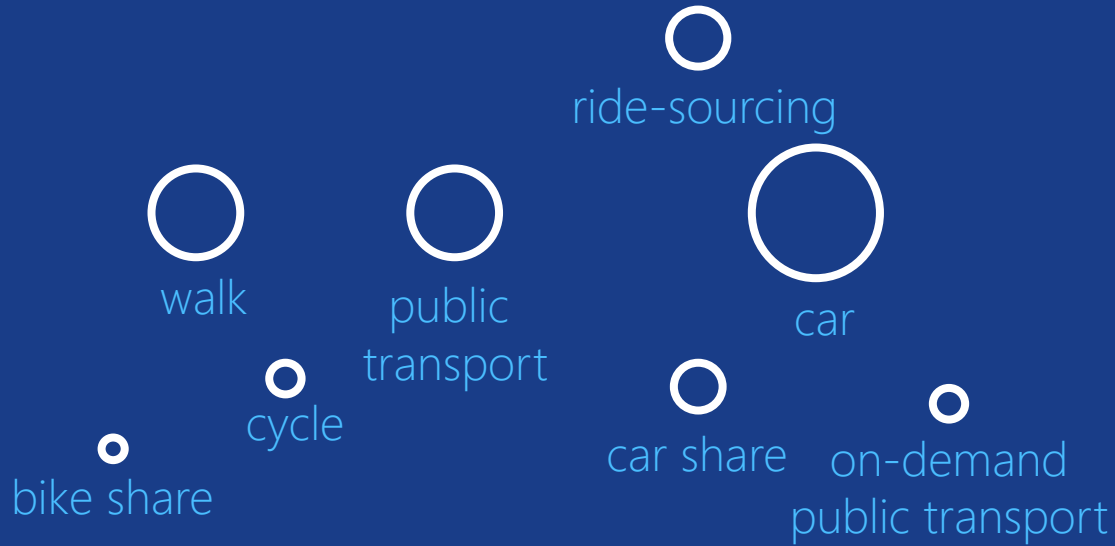 ride-sourcing
walk
public
transport
car
cycle
car share
on-demand
public transport
bike share